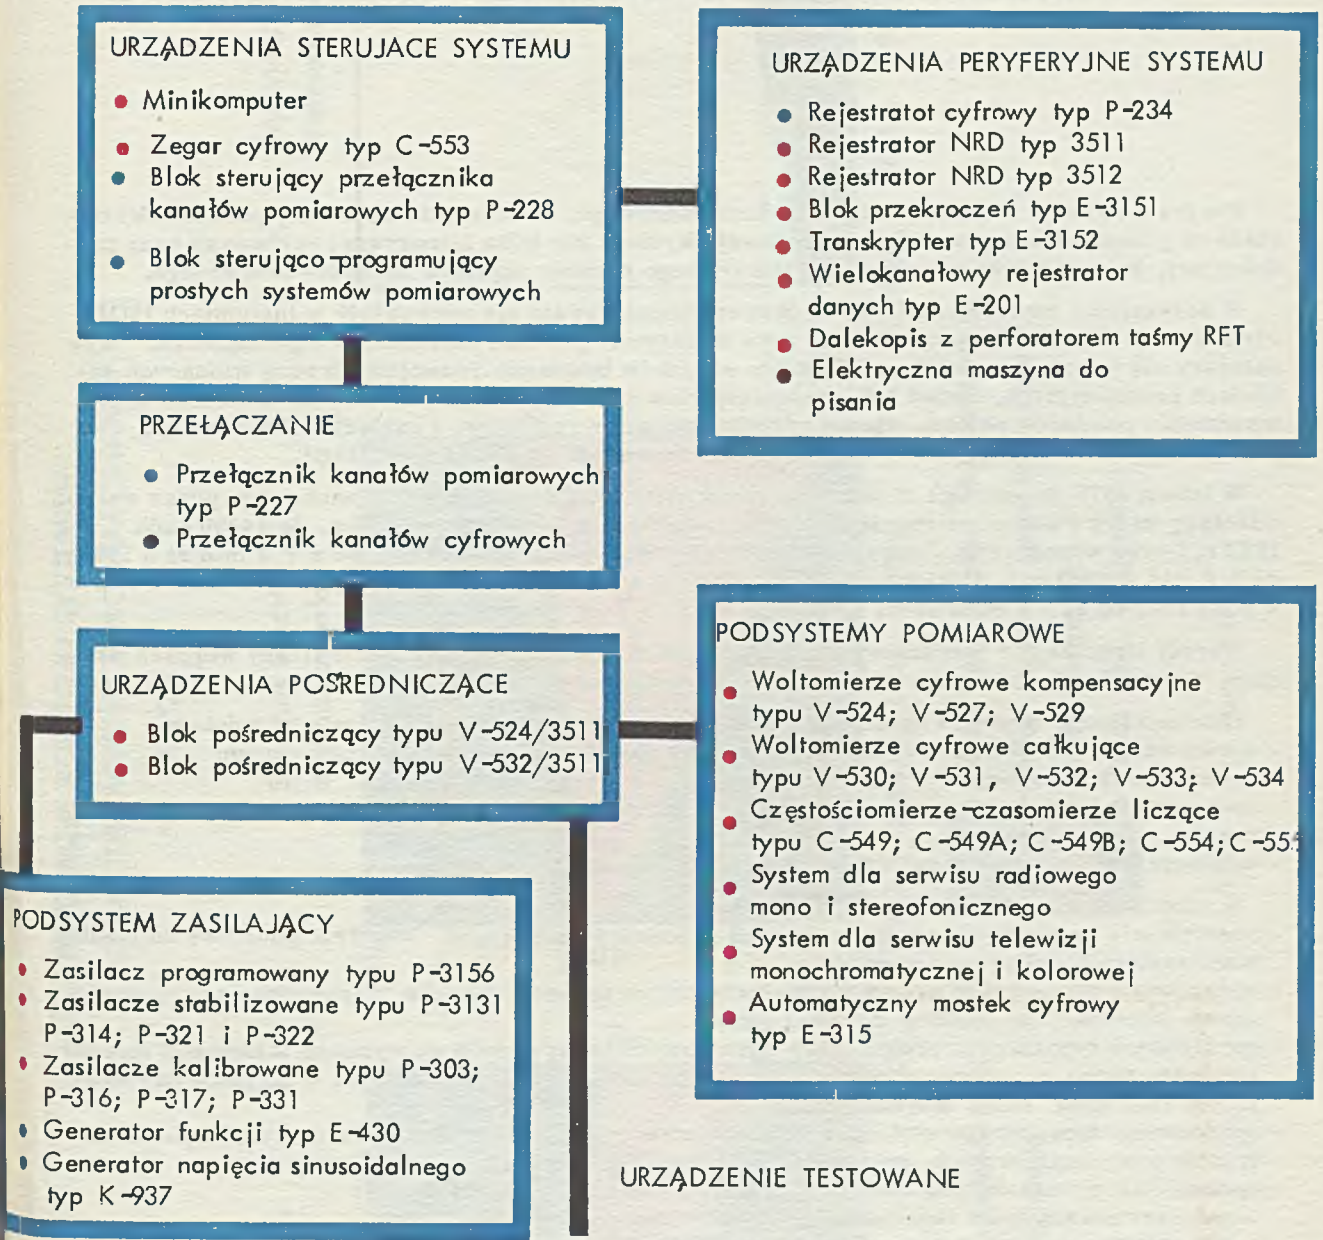 URZĄDZENIA STERUJACE SYSTEMU
Minikomputer
Zegar cyfrowy typ C-553
Blok sterujący przełącznika
kanałów pomiarowych typ P-228
Blok sterująco-programujący
prostych systemów pomiarowych
URZĄDZENIA PERYFERYJNE SYSTEMU
Rejestratot cyfrowy typ P-234
Rejestrator NRD typ 3511
Rejestrator NRD typ 3512
Blok przekroczeń typ E-3151
Transkrypter typ E-3152
Wielokanałowy rejestrator
danych typ E-201
Dalekopis z perforatorem taśmy RFT
Elektryczna maszyna do
pisania
PRZEŁĄCZANIE
Przełącznik kanałów pomiarowych
typ P-227
Przełącznik kanałów cyfrowych
URZĄDZENIA POŚREDNICZĄCE
Blok pośredniczący typu V-524/3511
Blok pośredniczący typu V-532/3511
PODSYSTEMY POMIAROWE
Woltomierze cyfrowe kompensacyjne
typu V-524; V-527; V-529
Woltomierze cyfrowe całkujące
typu V-530; V-531, V-532; V-533; V-534
Częstościomierze-czasomierze liczące
typu C-549; C-549A; C-549B; C-554;
System dla serwisu radiowego
mono i stereofonicznego
System dla serwisu telewizji
monochromatycznej i kolorowej
Automatyczny mostek cyfrowy
typ E-315
PODSYSTEM ZASILAJĄCY
Zasilacz programowany typu P-3156
Zasilacze stabilizowane typu P-3131
P-314; P-321 i P-322
Zasilacze kalibrowane typu P-303;
P-316; P-317; P-331
Generator funkcji typ E-430
Generator napięcia sinusoidalnego
typ K-937
URZĄDZENIE TESTOWANE